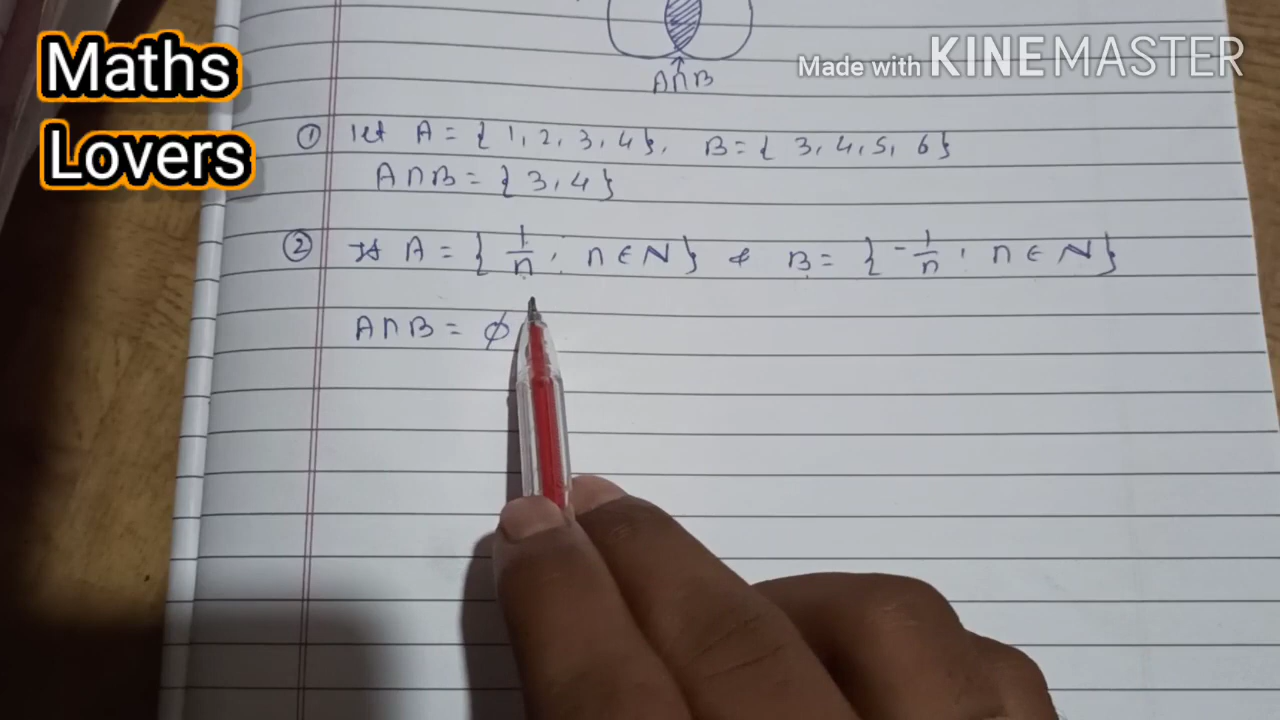 Maths
Lovers
Made with KINEMASTER
A∩B
① let A = { 1, 2, 3, 4 }, B = { 3, 4, 5, 6 }
A∩B = { 3, 4 }
② If A = { 1/n , n ∈ N } & B = { -1/n , n ∈ N }
A∩B = ϕ